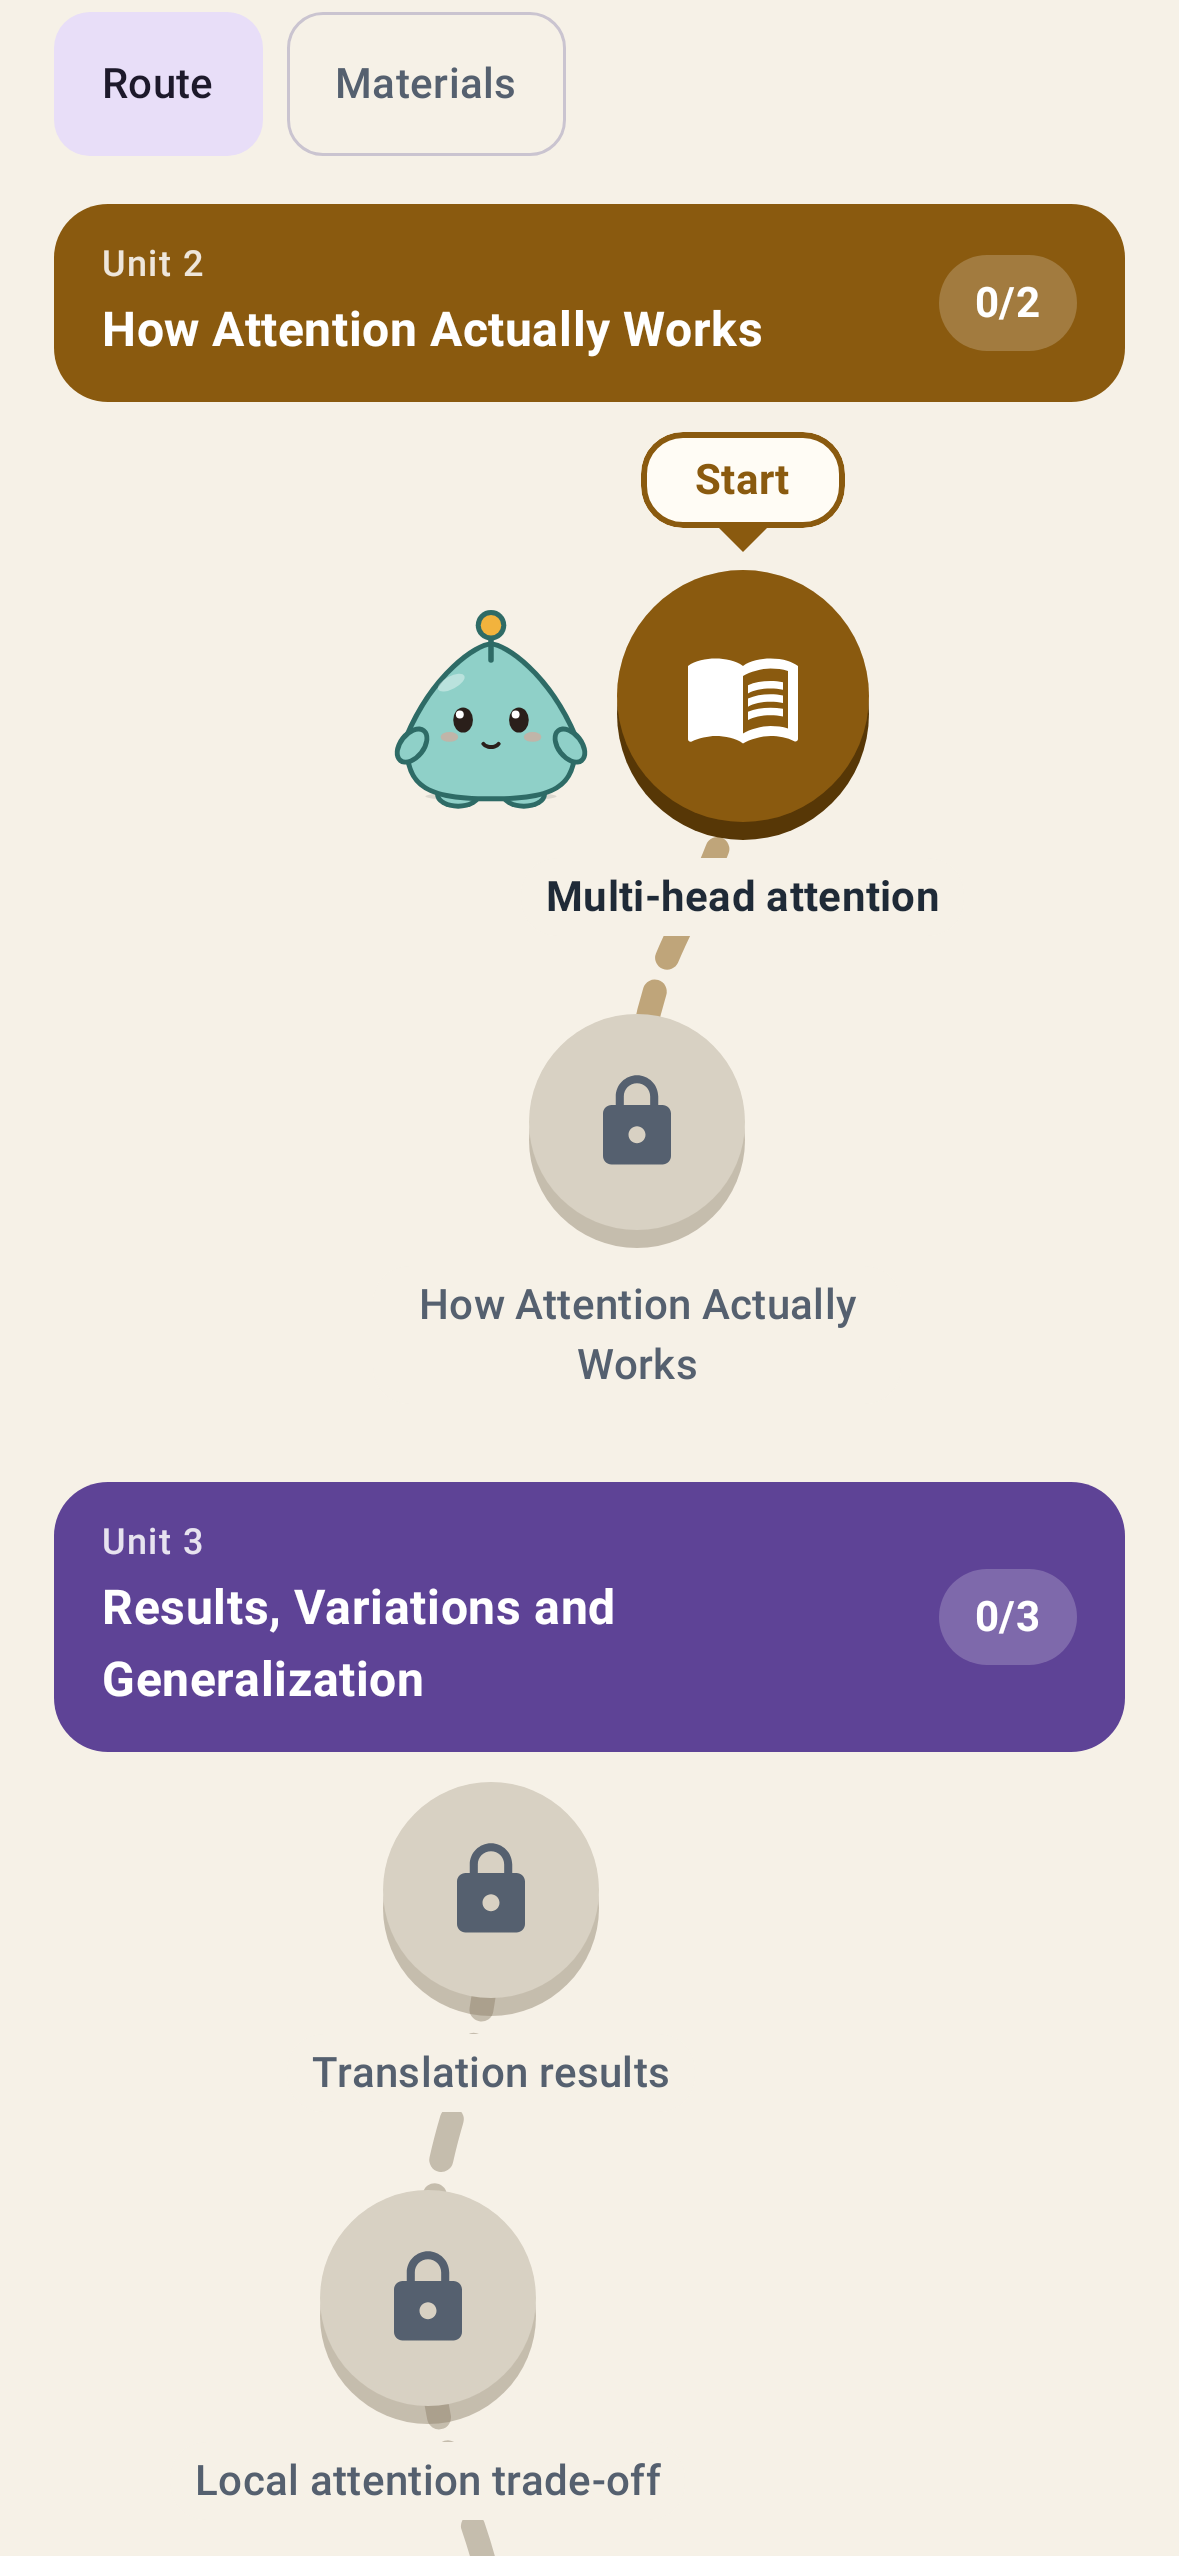 Route
Materials
Unit 2
How Attention Actually Works
0/2
Start
Multi-head attention
How Attention Actually
Works
Unit 3
Results, Variations and
Generalization
0/3
Translation results
Local attention trade-off